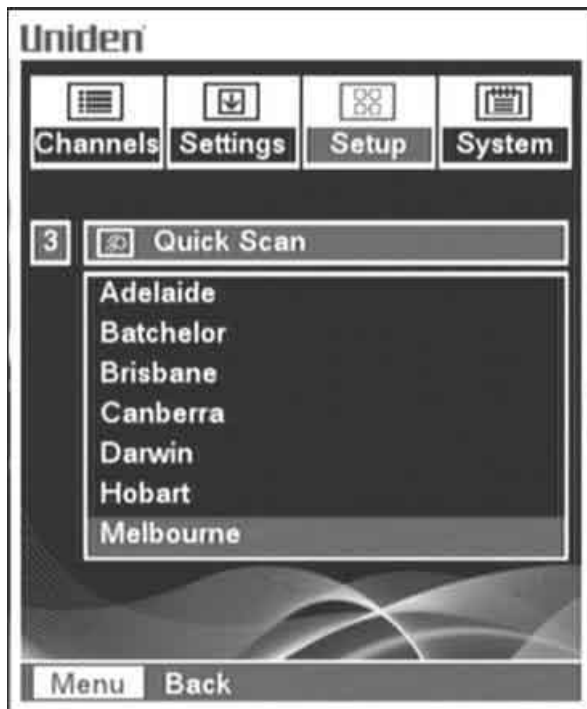 Uniden
Channels Settings Setup System
3 Quick Scan
Adelaide
Batchelor
Brisbane
Canberra
Darwin
Hobart
Melbourne
Menu Back